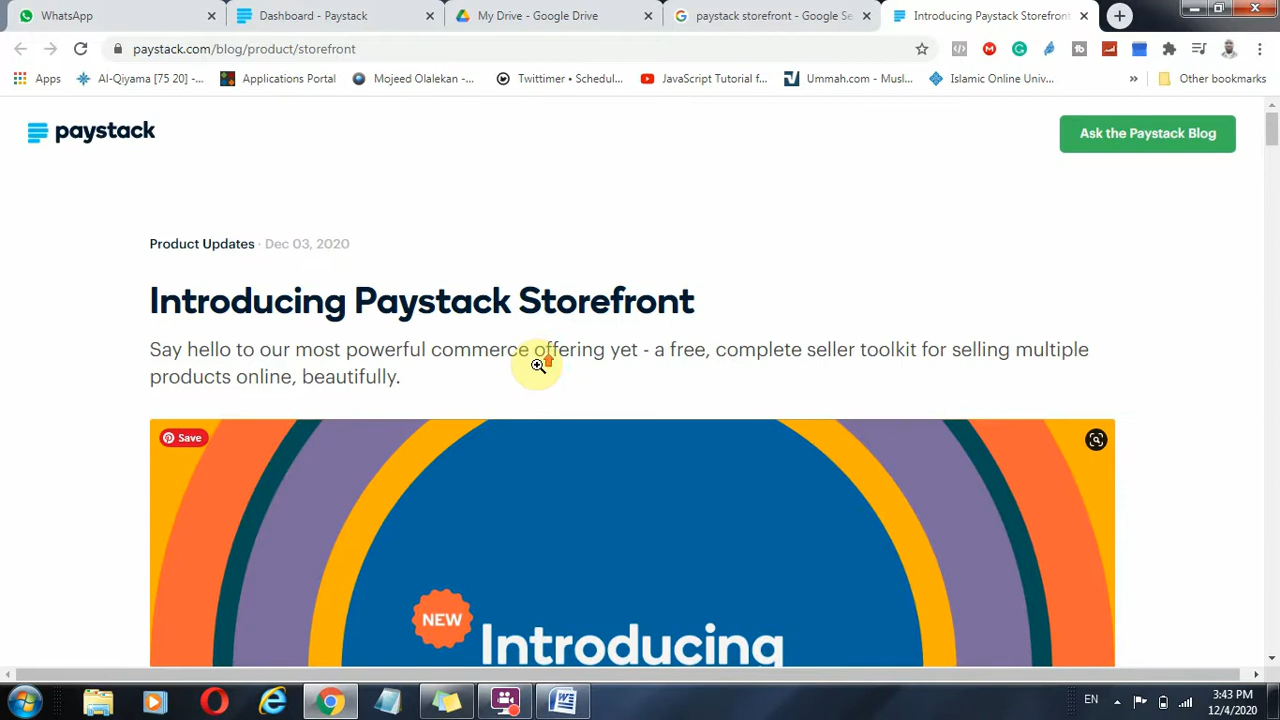 WhatsApp
Dashboard - Paystack
My Drive - Google Drive
paystack storefront - Google Se
Introducing Paystack Storefront
paystack.com/blog/product/storefront
Apps
Al-Qiyama [75 20] -...
Applications Portal
Mojeed Olalekan -...
Twittimer • Schedul...
JavaScript Tutorial f...
Ummah.com - Musl...
Islamic Online Univ...
»
Other bookmarks
paystack
Ask the Paystack Blog
Product Updates · Dec 03, 2020
Introducing Paystack Storefront
Say hello to our most powerful commerce offering yet - a free, complete seller toolkit for selling multiple
products online, beautifully.
Save
NEW
Introducing
EN
3:43 PM
12/4/2020